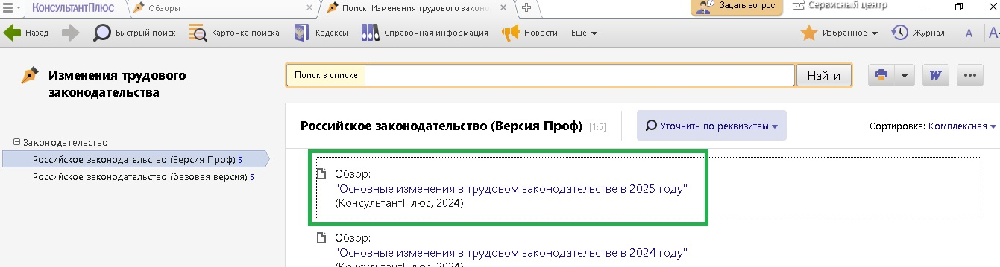 КонсультантПлюс
Обзоры
Поиск: Изменения трудового законо
Задать вопрос
Сервисный центр
Назад
Быстрый поиск
Карточка поиска
Кодексы
Справочная информация
Новости
Еще
Избранное
Журнал
А–
А
Изменения трудового
законодательства
Поиск в списке
Найти
W
Российское законодательство (Версия Проф) [1:5]
Уточнить по реквизитам
Сортировка: Комплексная
Законодательство
Российское законодательство (Версия Проф) 5
Российское законодательство (базовая версия) 5
Обзор:
"Основные изменения в трудовом законодательстве в 2025 году"
(КонсультантПлюс, 2024)
Обзор:
"Основные изменения в трудовом законодательстве в 2024 году"
(КонсультантПлюс, 2024)